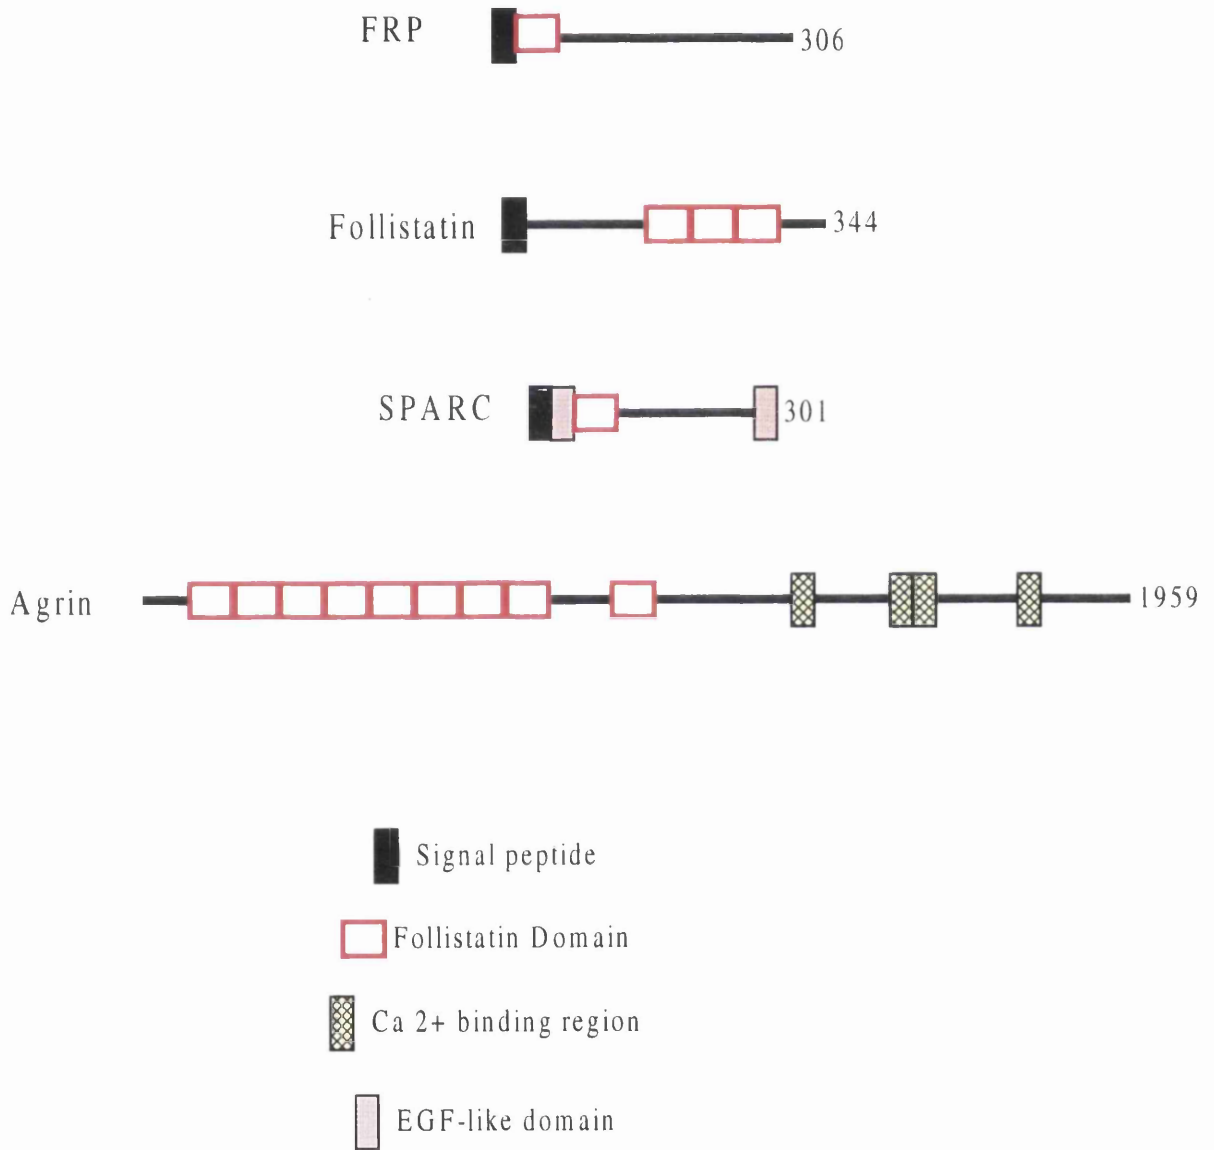 FRP
306
Follistatin
344
SPARC
301
Agrin
1959
Signal peptide
Follistatin Domain
Ca 2+ binding region
EGF-like domain